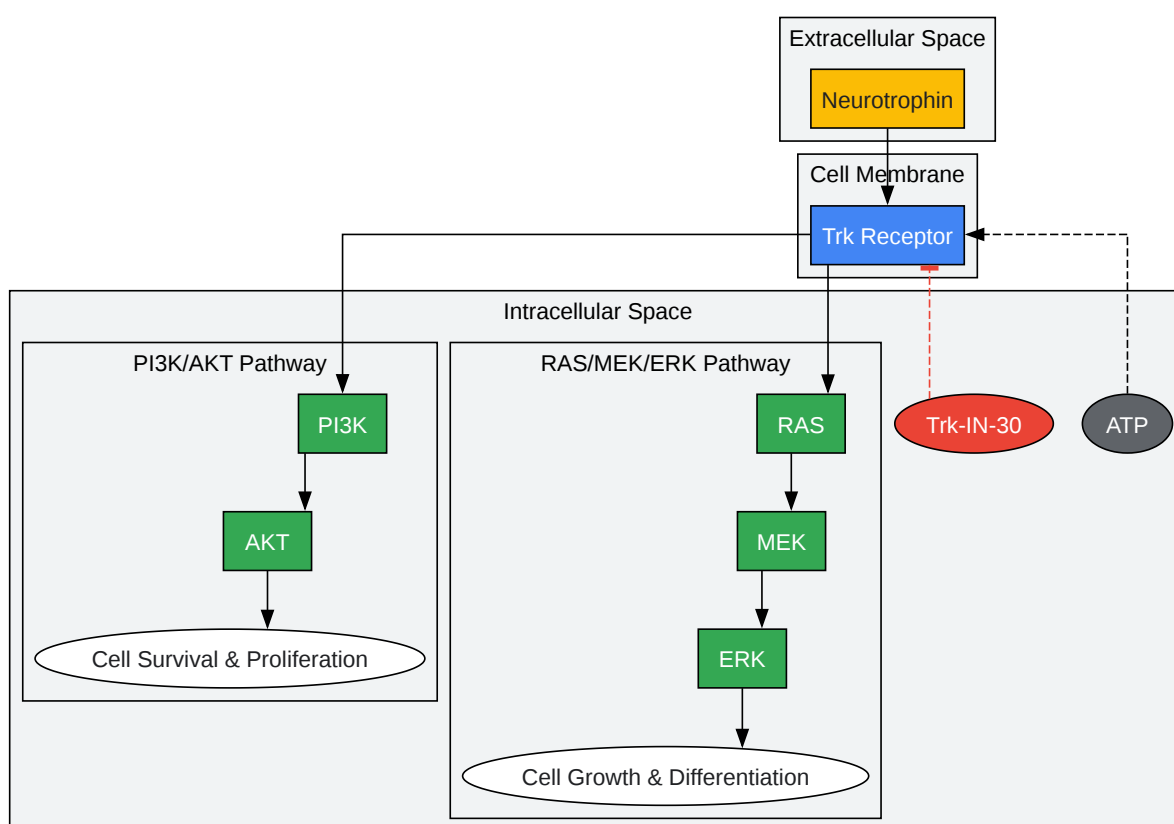 Extracellular Space
Neurotrophin
Cell Membrane
Trk Receptor
Intracellular Space
PI3K/AKT Pathway
RAS/MEK/ERK Pathway
PI3K
RAS
Trk-IN-30
ATP
AKT
MEK
Cell Survival & Proliferation
ERK
Cell Growth & Differentiation